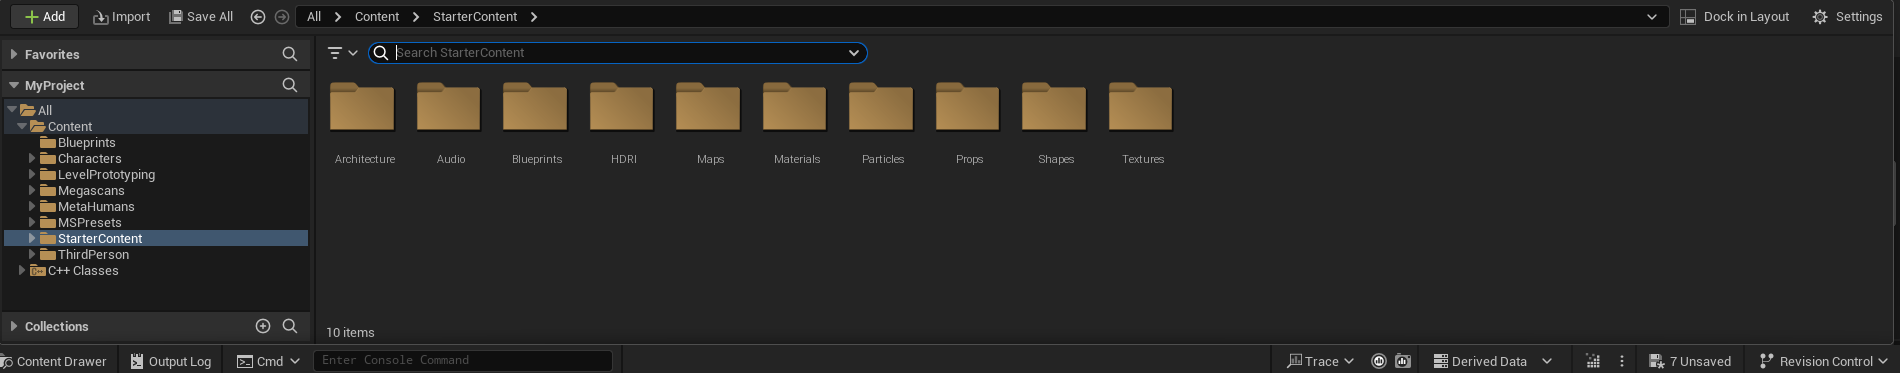 Add Import Save All All Content StarterContent Dock in Layout Settings
Favorites
Search StarterContent
MyProject
All
Content
Blueprints
Characters
LevelPrototyping
Megascans
MetaHumans
MSPresets
StarterContent
ThirdPerson
C++ Classes
Architecture Audio Blueprints HDRI Maps Materials Particles Props Shapes Textures
Collections
10 items
Content Drawer Output Log Cmd Enter Console Command Trace Derived Data 7 Unsaved Revision Control